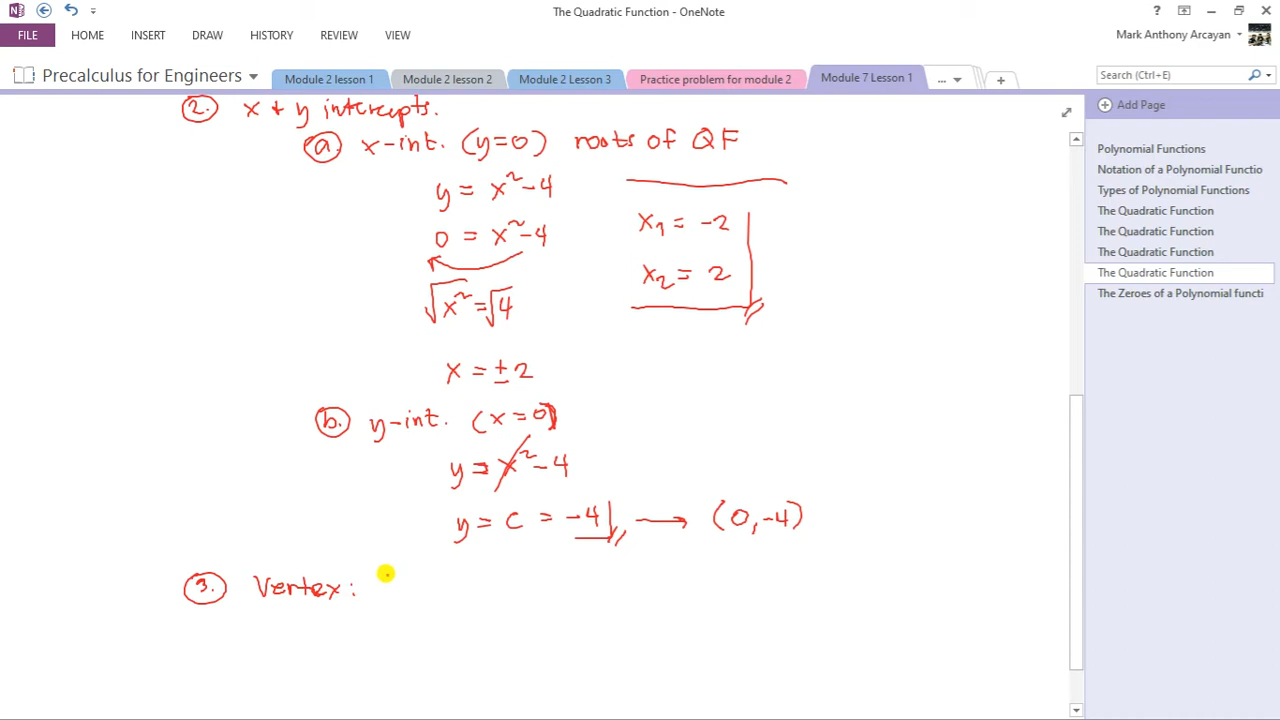 The Quadratic Function - OneNote
FILE HOME INSERT DRAW HISTORY REVIEW VIEW
Mark Anthony Arcayan
Precalculus for Engineers
Module 2 lesson 1 Module 2 lesson 2 Module 2 Lesson 3 Practice problem for module 2 Module 7 Lesson 1 ...
Search (Ctrl+E)
Add Page
Polynomial Functions
Notation of a Polynomial Functio
Types of Polynomial Functions
The Quadratic Function
The Quadratic Function
The Quadratic Function
The Quadratic Function
The Zeroes of a Polynomial functi
2. x + y intercepts.
a. x-int. (y=0) roots of QF
y = x²-4
0 = x²-4
√x² = √4
x = ±2
x₁ = -2
x₂ = 2
b. y-int. (x=0)
y = x²-4
y = c = -4 → (0,-4)
3. Vertex: